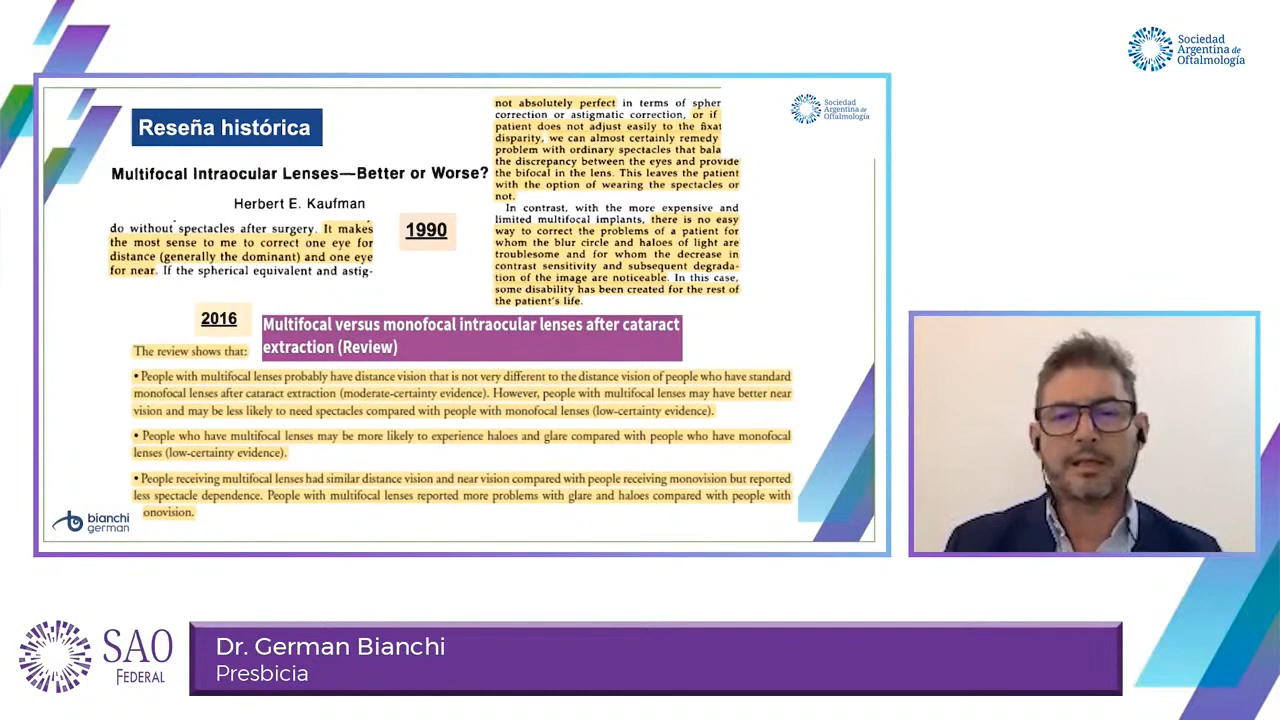 Sociedad
Argentina de
Oftalmología
Reseña histórica
Sociedad
Argentina de
Oftalmología
Multifocal Intraocular Lenses—Better or Worse?
Herbert E. Kaufman
1990
do without spectacles after surgery. It makes
the most sense to me to correct one eye for
distance (generally the dominant) and one eye
for near. If the spherical equivalent and astig-
not absolutely perfect in terms of spher
correction or astigmatic correction, or if
patient does not adjust easily to the fixat
disparity, we can almost certainly remedy
problem with ordinary spectacles that bala
the discrepancy between the eyes and provide
the bifocal in the lens. This leaves the patient
with the option of wearing the spectacles or
not.
In contrast, with the more expensive and
limited multifocal implants, there is no easy
way to correct the problems of a patient for
whom the blur circle and haloes of light are
troublesome and for whom the decrease in
contrast sensitivity and subsequent degrada-
tion of the image are noticeable. In this case,
some disability has been created for the rest of
the patient's life.
2016
Multifocal versus monofocal intraocular lenses after cataract
extraction (Review)
The review shows that:
• People with multifocal lenses probably have distance vision that is not very different to the distance vision of people who have standard
monofocal lenses after cataract extraction (moderate-certainty evidence). However, people with multifocal lenses may have better near
vision and may be less likely to need spectacles compared with people with monofocal lenses (low-certainty evidence).
• People who have multifocal lenses may be more likely to experience haloes and glare compared with people who have monofocal
lenses (low-certainty evidence).
• People receiving multifocal lenses had similar distance vision and near vision compared with people receiving monovision but reported
less spectacle dependence. People with multifocal lenses reported more problems with glare and haloes compared with people with
onovision.
bianchi
german
SAO
FEDERAL
Dr. German Bianchi
Presbicia